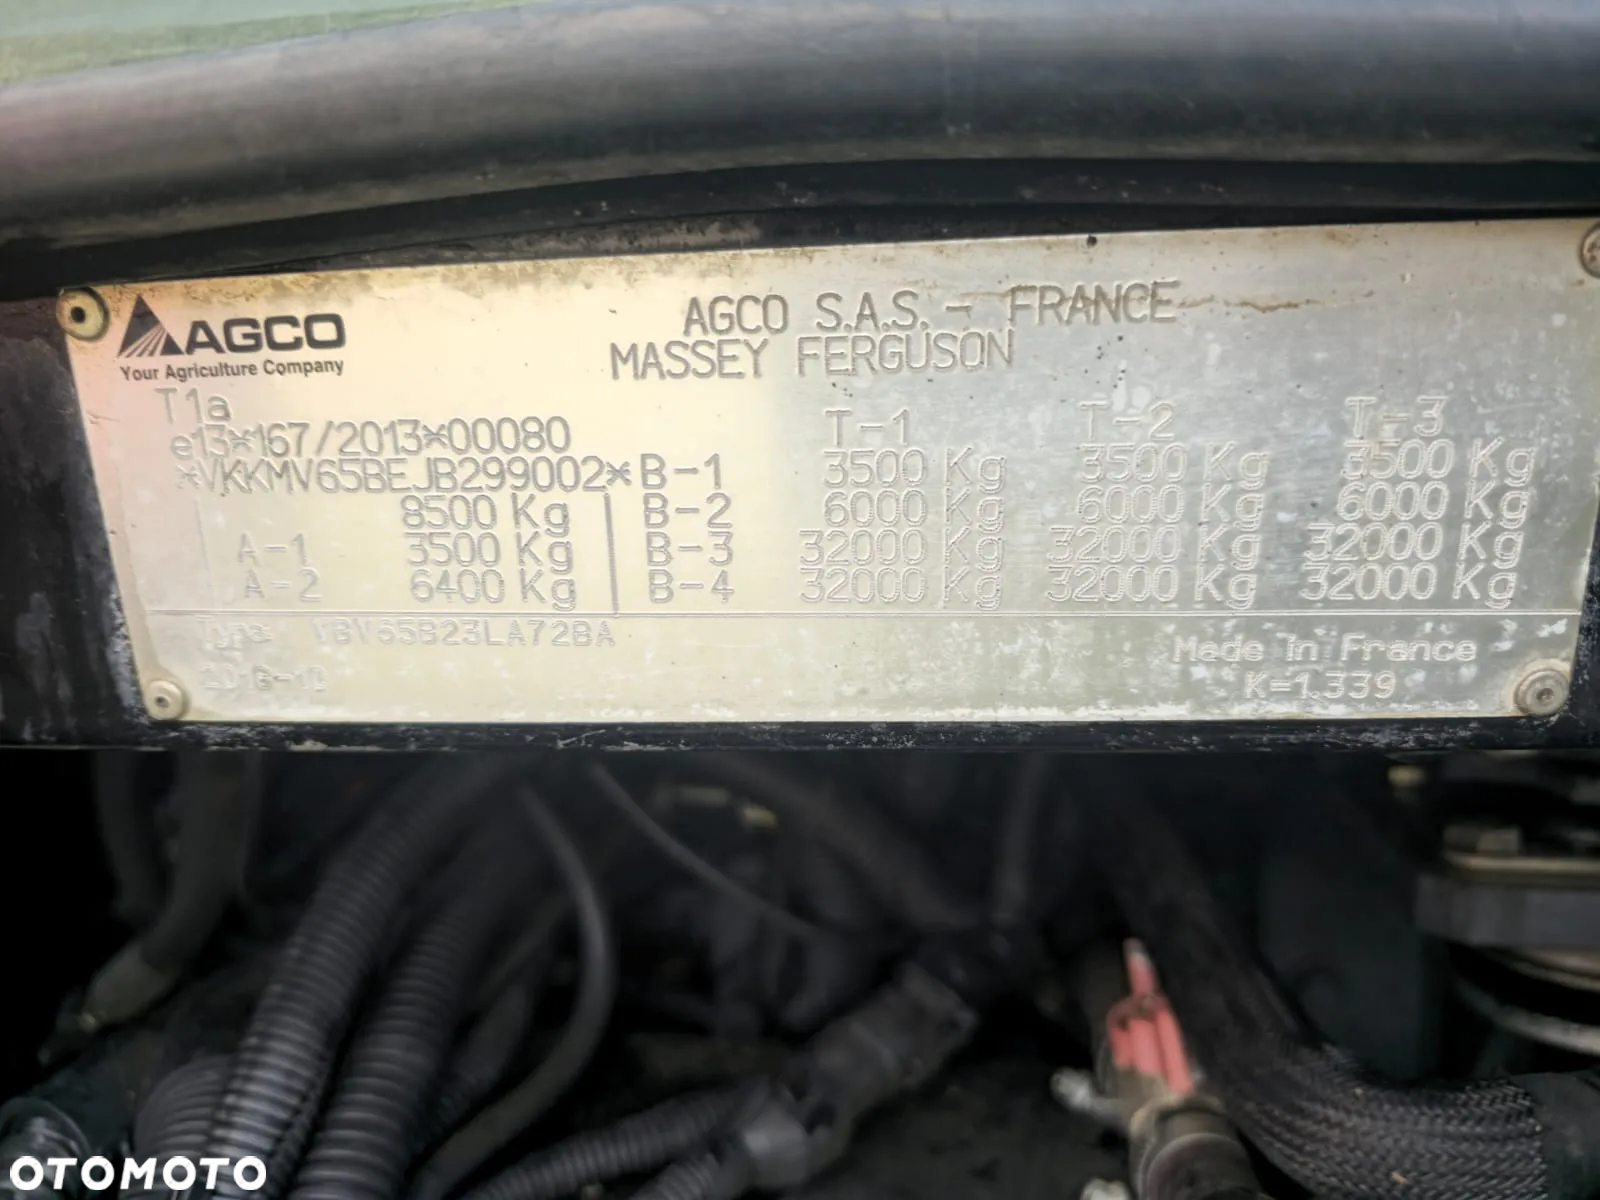 AGCO
Your Agriculture Company
AGCO S.A.S. - FRANCE
MASSEY FERGUSON
T1a
e13*167/2013*00080
T-1 T-2 T-3
*VKKMV65BEJB299002* B-1 3500 Kg 3500 Kg 3500 Kg
8500 Kg B-2 6000 Kg 6000 Kg 6000 Kg
A-1 3500 Kg B-3 32000 Kg 32000 Kg 32000 Kg
A-2 6400 Kg B-4 32000 Kg 32000 Kg 32000 Kg
Type
Made in France
K=1.339
OTOMOTO